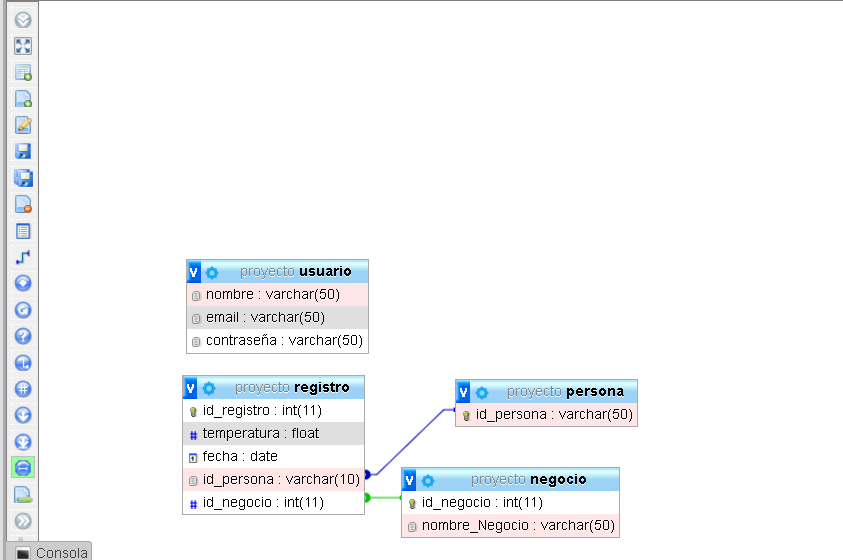 proyecto usuario
nombre : varchar(50)
email : varchar(50)
contraseña : varchar(50)
proyecto registro
id_registro : int(11)
temperatura : float
fecha : date
id_persona : varchar(10)
id_negocio : int(11)
proyecto persona
id_persona : varchar(50)
proyecto negocio
id_negocio : int(11)
nombre_Negocio : varchar(50)
Consola